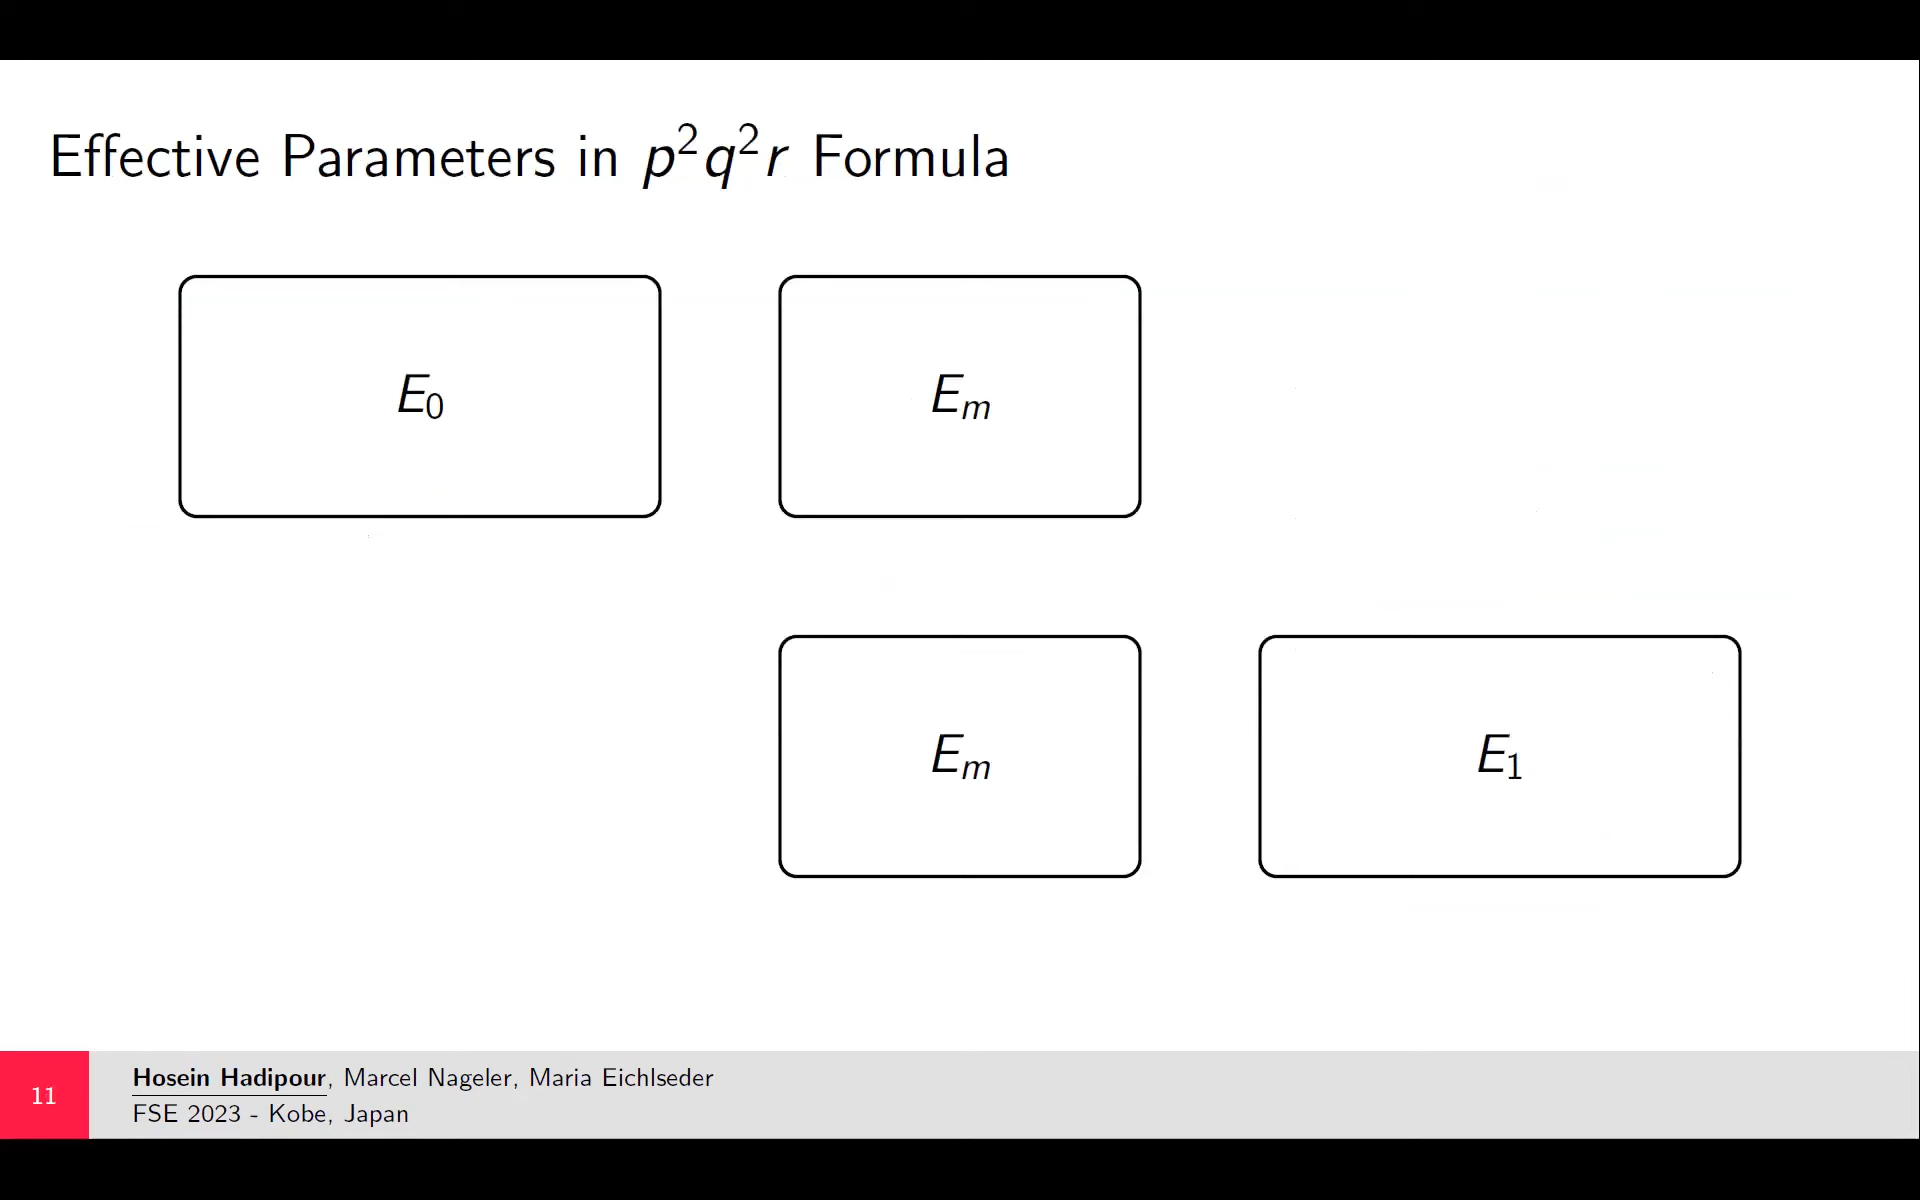 Effective Parameters in p²q²r Formula
E₀
Eₘ
Eₘ
E₁
11
Hosein Hadipour, Marcel Nageler, Maria Eichlseder
FSE 2023 - Kobe, Japan